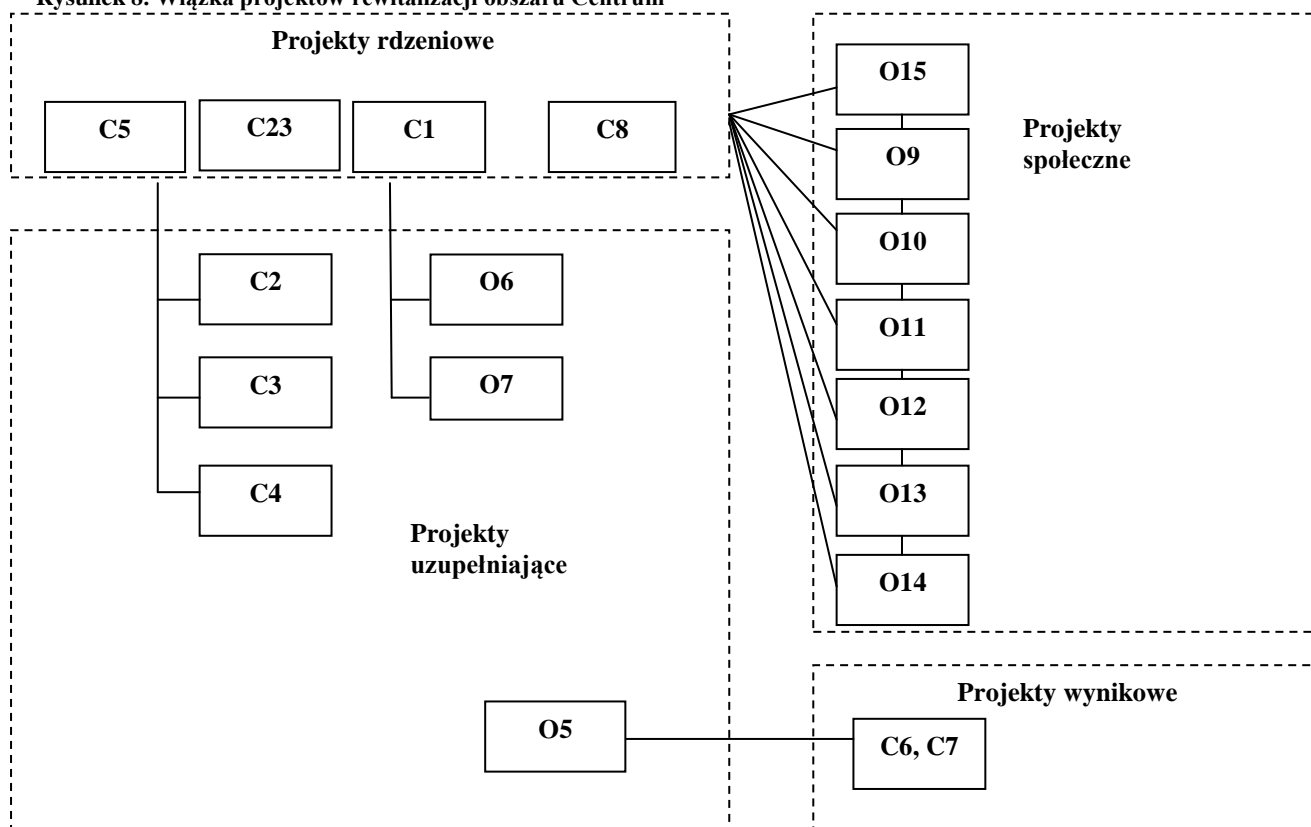 Rysunek 8. Wiązka projektów rewitalizacji obszaru Centrum
Projekty rdzeniowe
C5
C23
C1
C8
C2
O6
C3
O7
C4
Projekty
uzupełniające
O5
O15
Projekty
społeczne
O9
O10
O11
O12
O13
O14
Projekty wynikowe
C6, C7